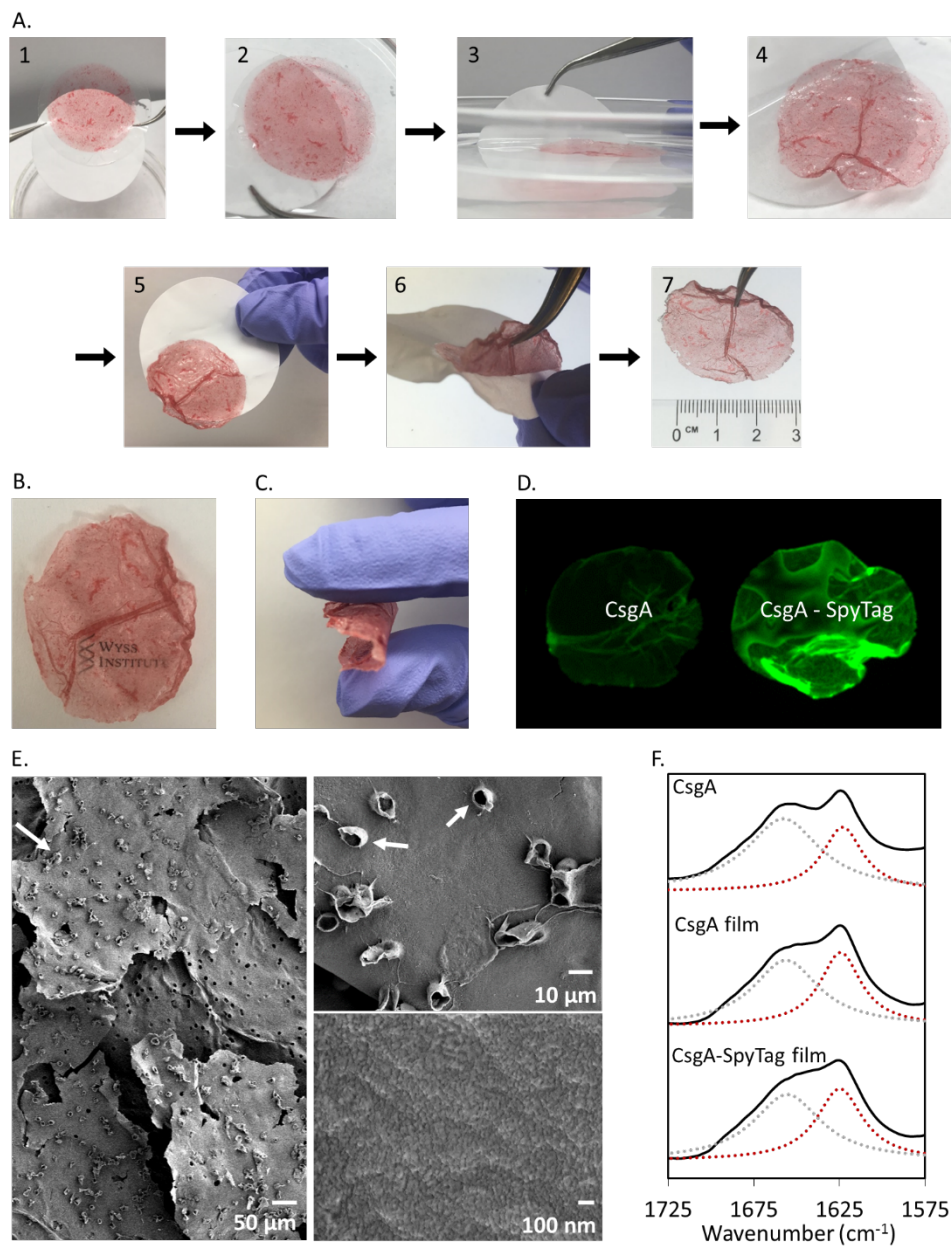 A.
1
2
3
4
5
6
7
0 CM 1 2 3
B.
C.
D.
WYSS
INSTITUTE
CsgA
CsgA - SpyTag
E.
F.
50 µm
10 µm
100 nm
CsgA
CsgA film
CsgA-SpyTag film
1725 1675 1625 1575
Wavenumber (cm⁻¹)